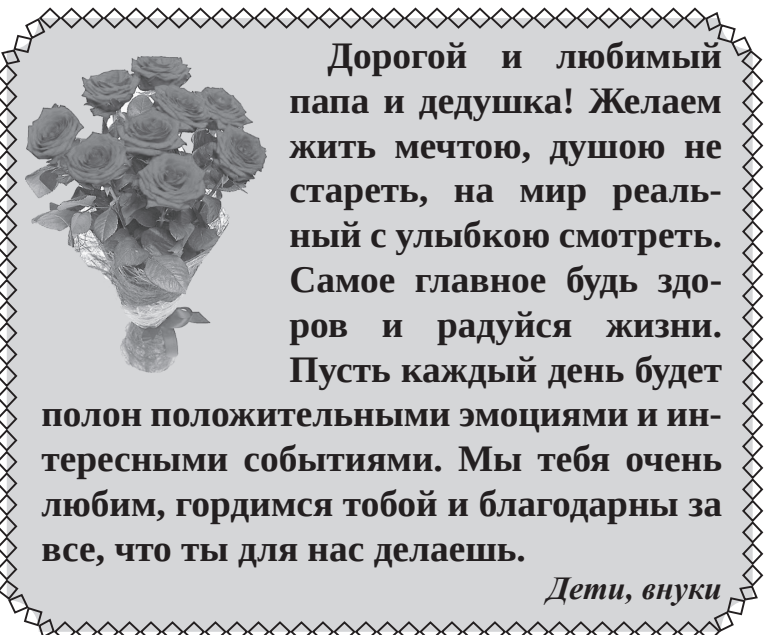 Дорогой и любимый
папа и дедушка! Желаем
жить мечтою, душою не
стареть, на мир реаль-
ный с улыбкою смотреть.
Самое главное будь здо-
ров и радуйся жизни.
Пусть каждый день будет
полон положительными эмоциями и ин-
тересными событиями. Мы тебя очень
любим, гордимся тобой и благодарны за
все, что ты для нас делаешь.
Дети, внуки